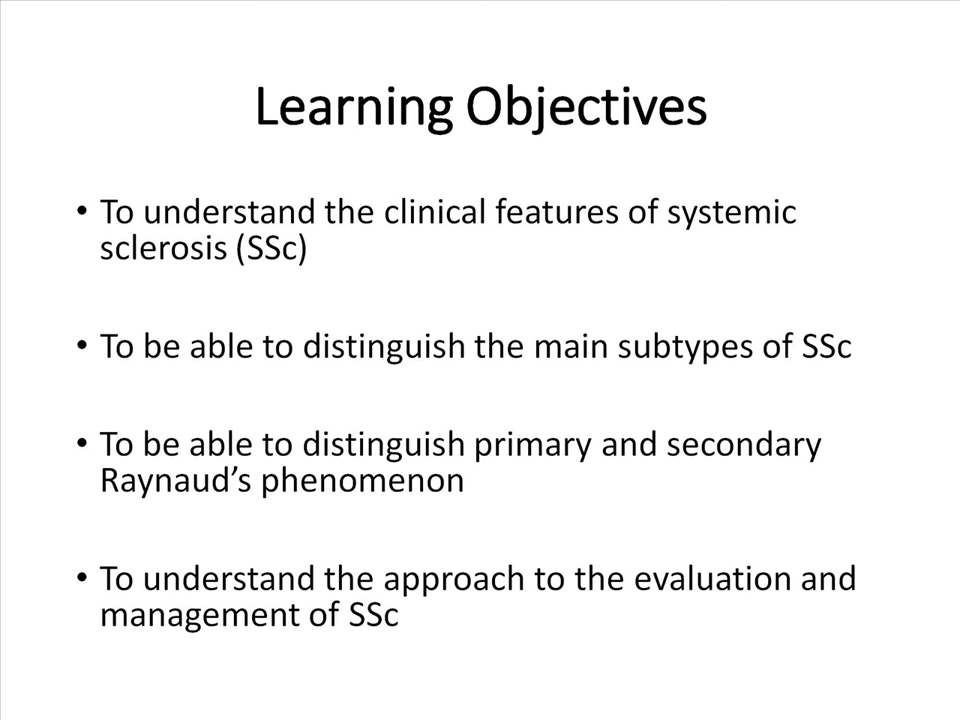 Learning Objectives
• To understand the clinical features of systemic
sclerosis (SSc)
• To be able to distinguish the main subtypes of SSc
• To be able to distinguish primary and secondary
Raynaud’s phenomenon
• To understand the approach to the evaluation and
management of SSc